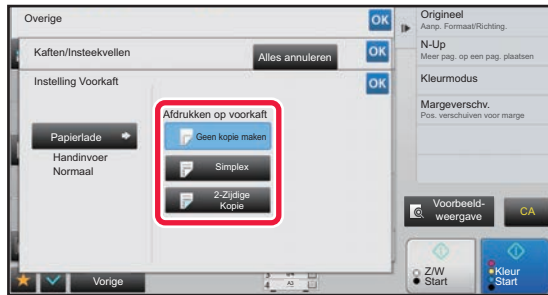 Overige
OK
Kaften/Insteekvellen
Alles annuleren
OK
Instelling Voorkaft
OK
Afdrukken op voorkaft
Papierlade
Geen kopie maken
Handinvoer
Normaal
Simplex
2-Zijdige
Kopie
Vorige
A3
4
Origineel
Aanp. Formaat/Richting.
N-Up
Meer pag. op een pag. plaatsen
Kleurmodus
Margeverschv.
Pos. verschuiven voor marge
Voorbeeld-
weergave
CA
Z/W
Start
Kleur
Start